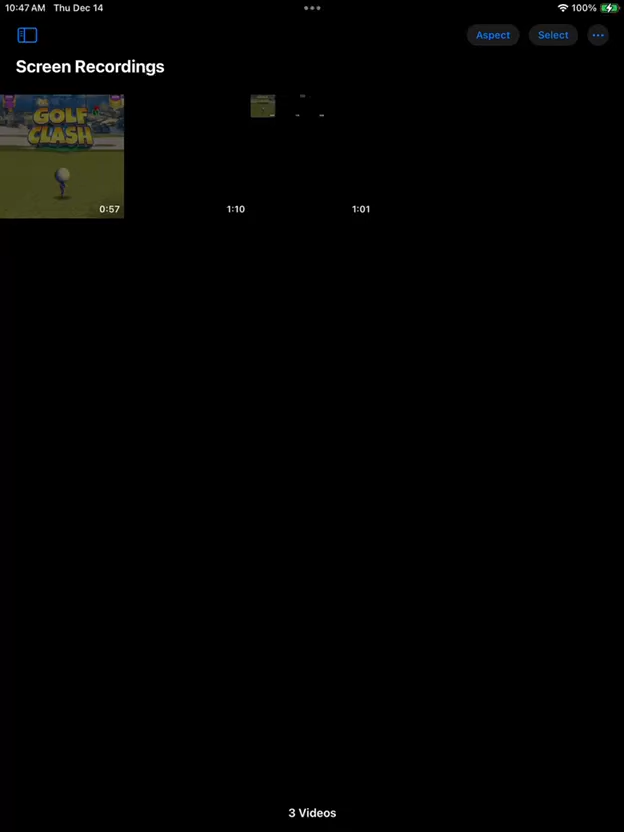 10:47 AM Thu Dec 14
100%
Aspect
Select
Screen Recordings
GOLF
CLASH
0:57
1:10
1:01
3 Videos